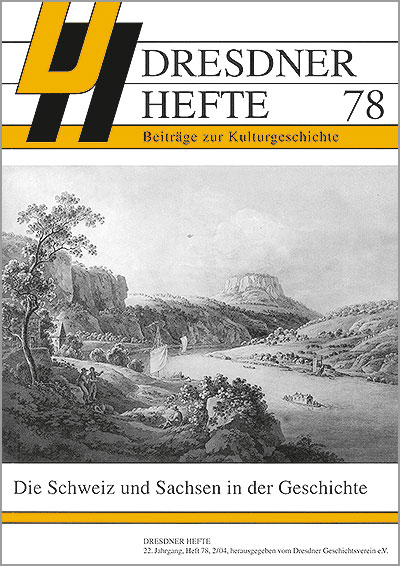 DRESDNER
HEFTE 78
Beiträge zur Kulturgeschichte
Die Schweiz und Sachsen in der Geschichte
DRESDNER HEFTE
22. Jahrgang, Heft 78, 2/04, herausgegeben vom Dresdner Geschichtsverein e.V.